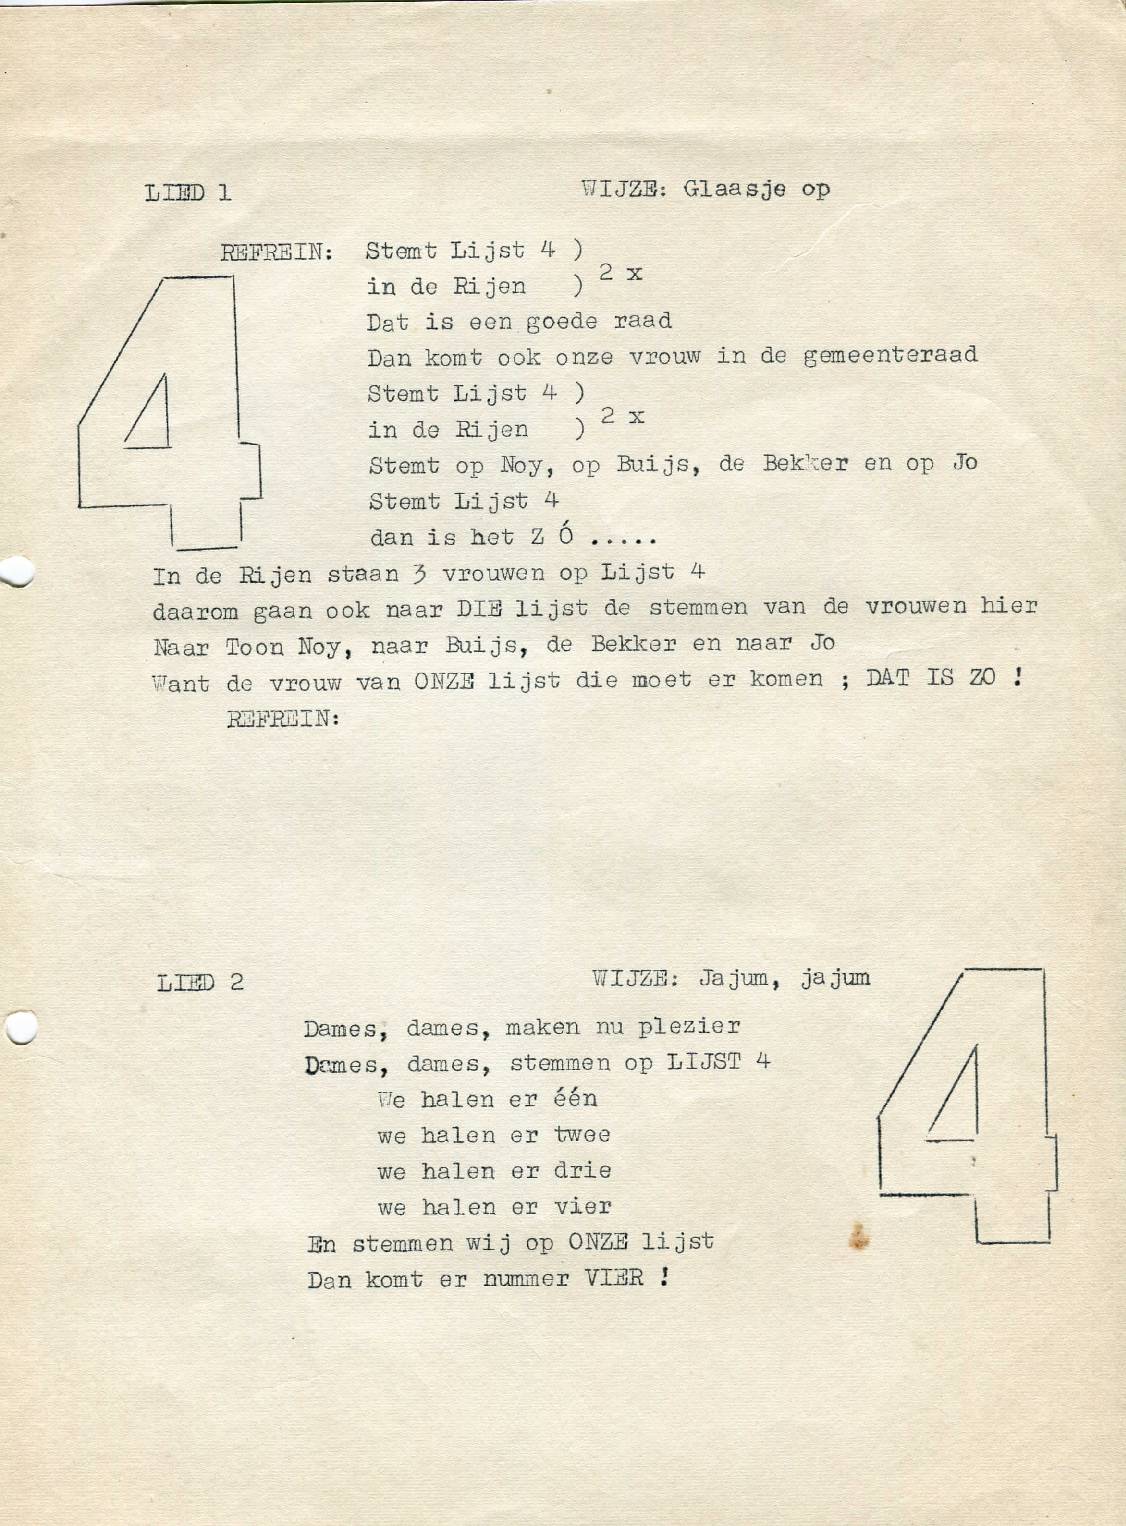 LIED 1 WIJZE: Glaasje op
REFREIN: Stemt Lijst 4 )
in de Rijen ) 2 x
Dat is een goede raad
Dan komt ook onze vrouw in de gemeenteraad
Stemt Lijst 4 )
in de Rijen ) 2 x
Stemt op Noy, op Buijs, de Bekker en op Jo
Stemt Lijst 4
dan is het Z Ó .....
4
In de Rijen staan 3 vrouwen op Lijst 4
daarom gaan ook naar DIE lijst de stemmen van de vrouwen hier
Naar Toon Noy, naar Buijs, de Bekker en naar Jo
Want de vrouw van ONZE lijst die moet er komen ; DAT IS ZO !
REFREIN:
LIED 2 WIJZE: Jajum, jajum
Dames, dames, maken nu plezier
Dames, dames, stemmen op LIJST 4
We halen er één
we halen er twee
we halen er drie
we halen er vier
En stemmen wij op ONZE lijst
Dan komt er nummer VIER !
4